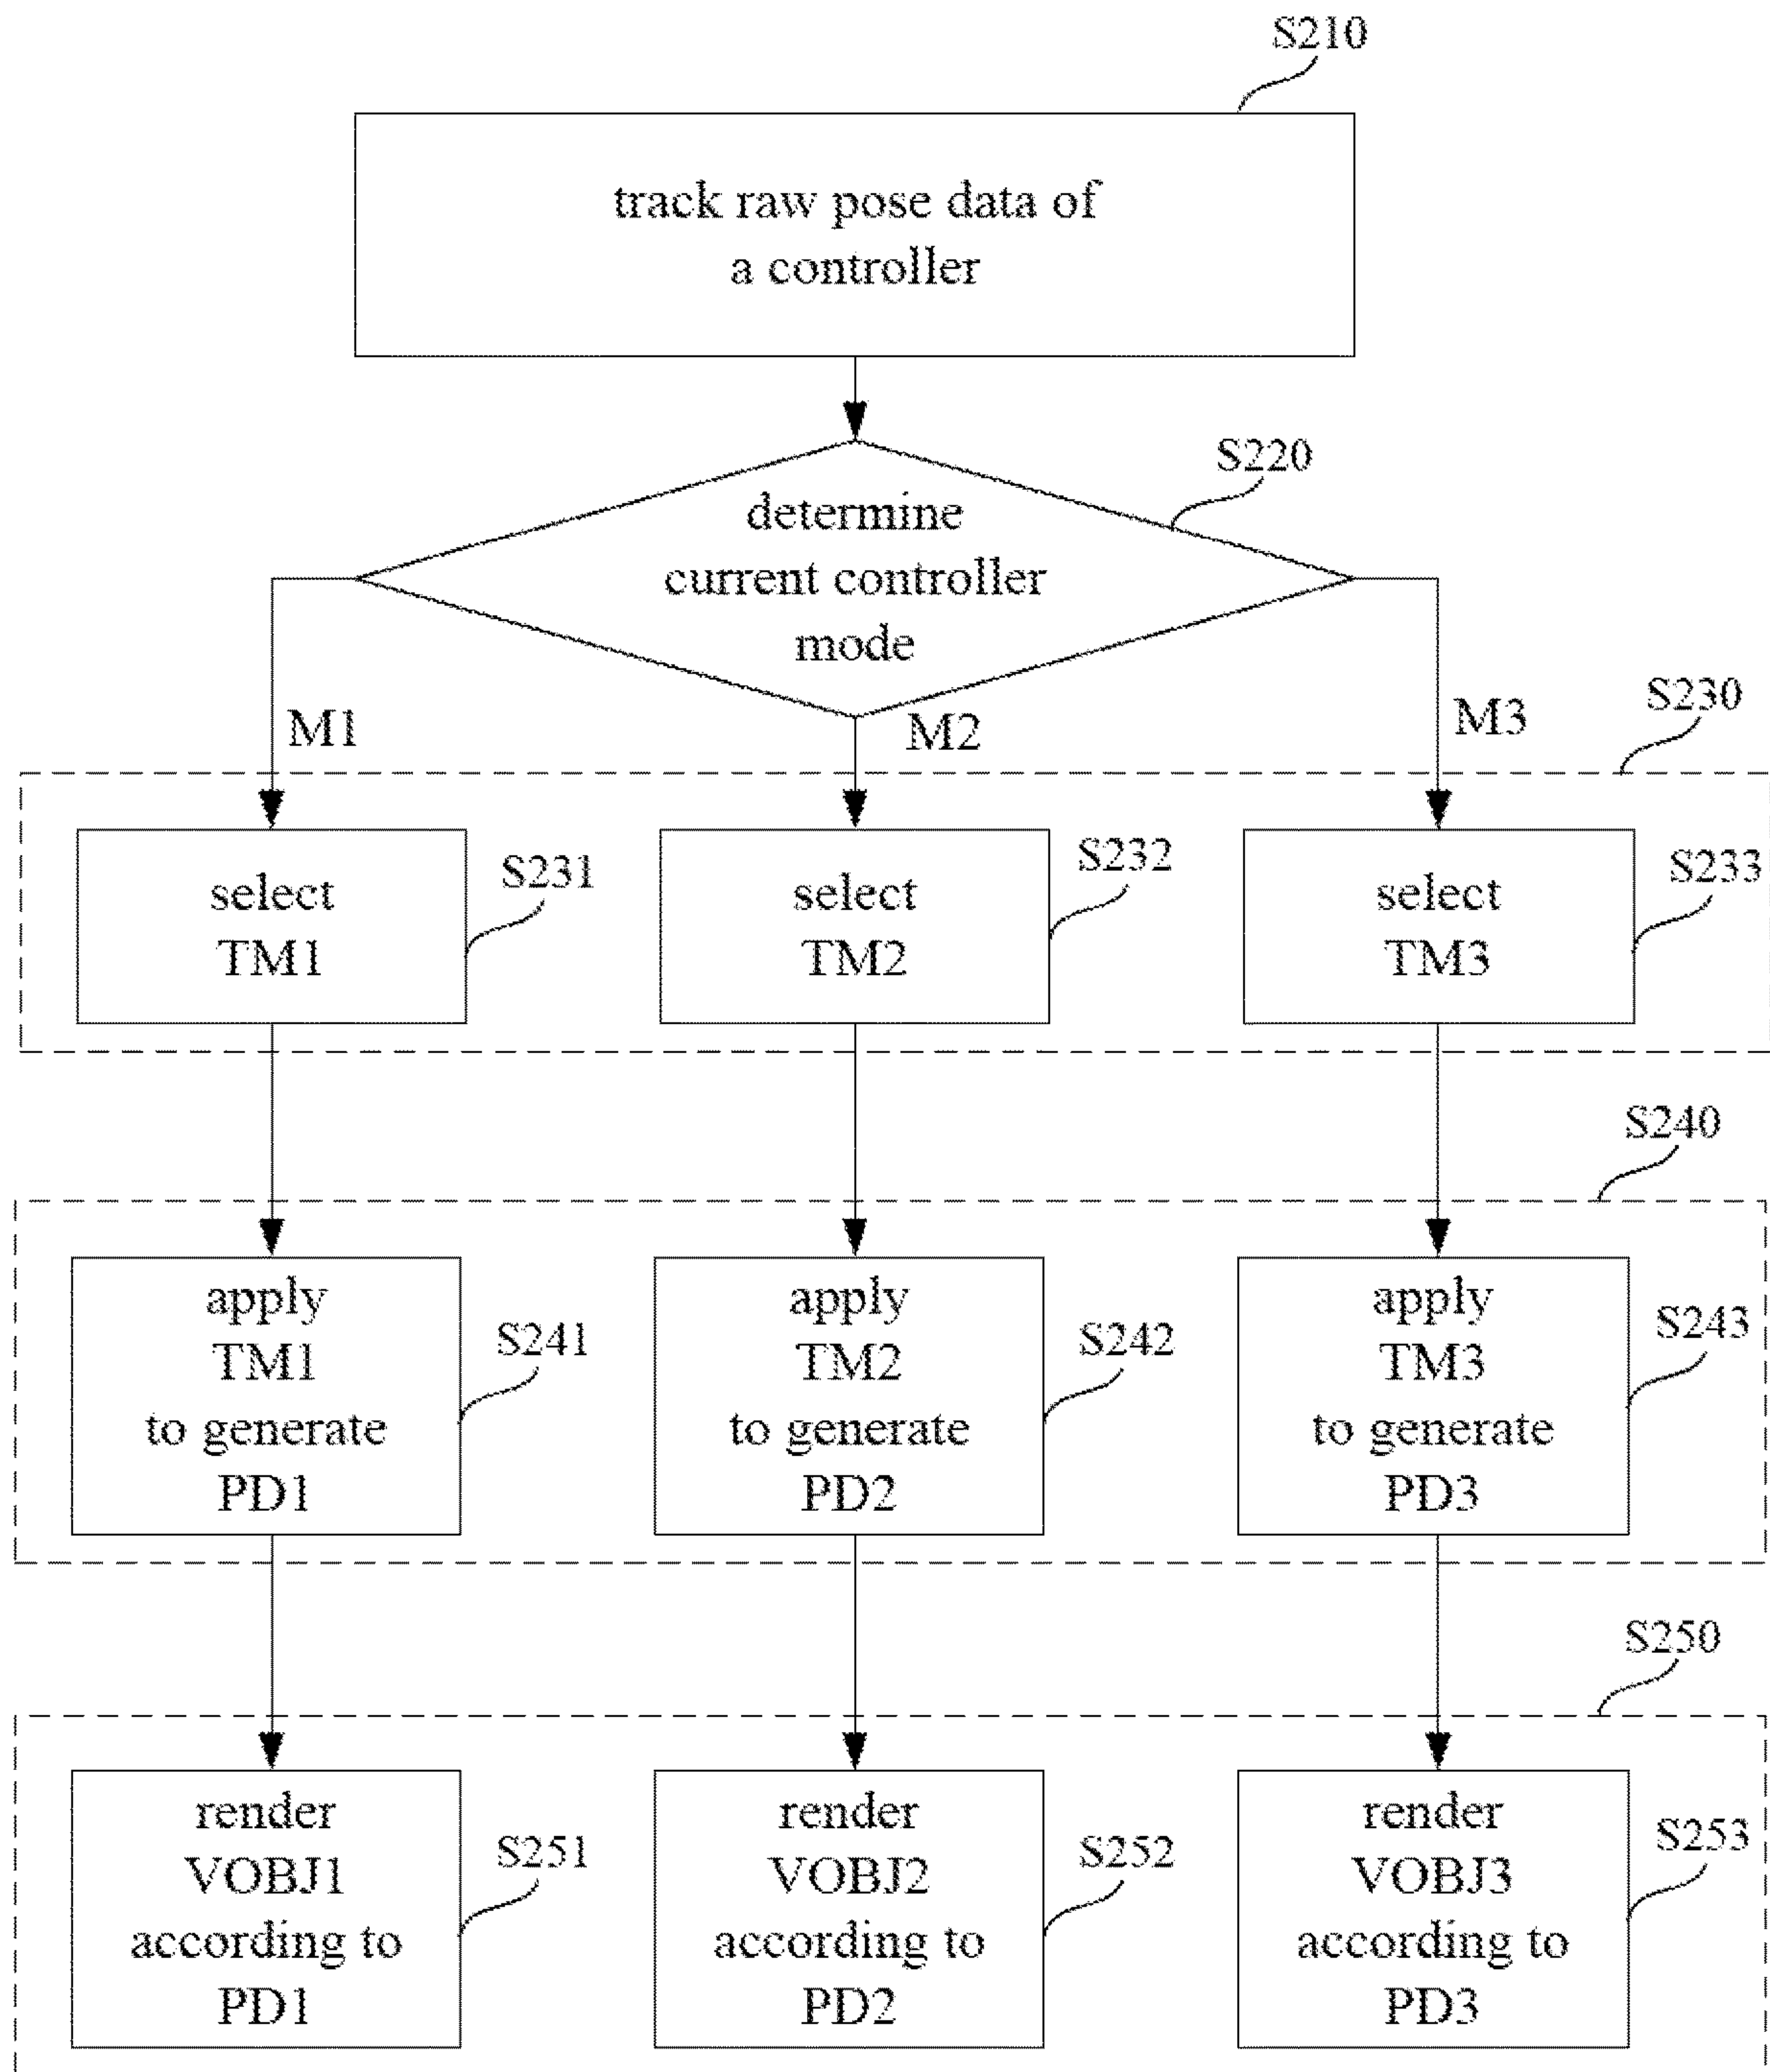 S210
track raw pose data of
a controller
S220
determine
current controller
mode
S230
M1
M2
M3
select
TM1
S231
select
TM2
S232
select
TM3
S233
S240
apply
TM1
to generate
PD1
S241
apply
TM2
to generate
PD2
S242
apply
TM3
to generate
PD3
S243
S250
render
VOBJ1
according to
PD1
S251
render
VOBJ2
according to
PD2
S252
render
VOBJ3
according to
PD3
S253